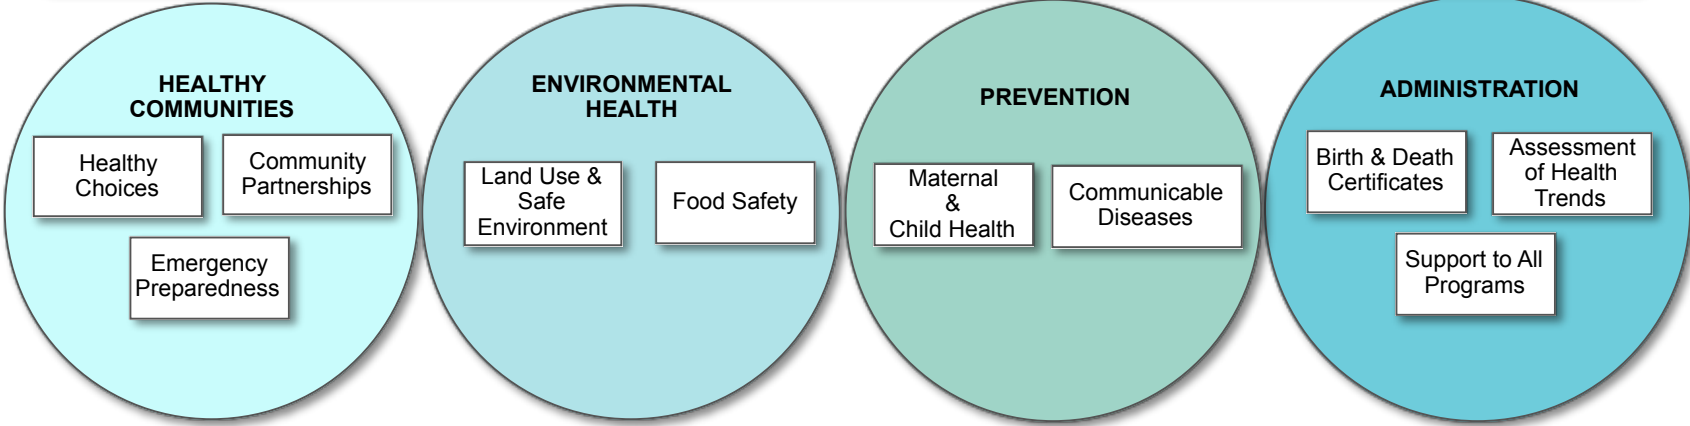 HEALTHY
COMMUNITIES
Healthy
Choices
Community
Partnerships
Emergency
Preparedness
ENVIRONMENTAL
HEALTH
Land Use &
Safe
Environment
Food Safety
PREVENTION
Maternal
&
Child Health
Communicable
Diseases
ADMINISTRATION
Birth & Death
Certificates
Assessment
of Health
Trends
Support to All
Programs